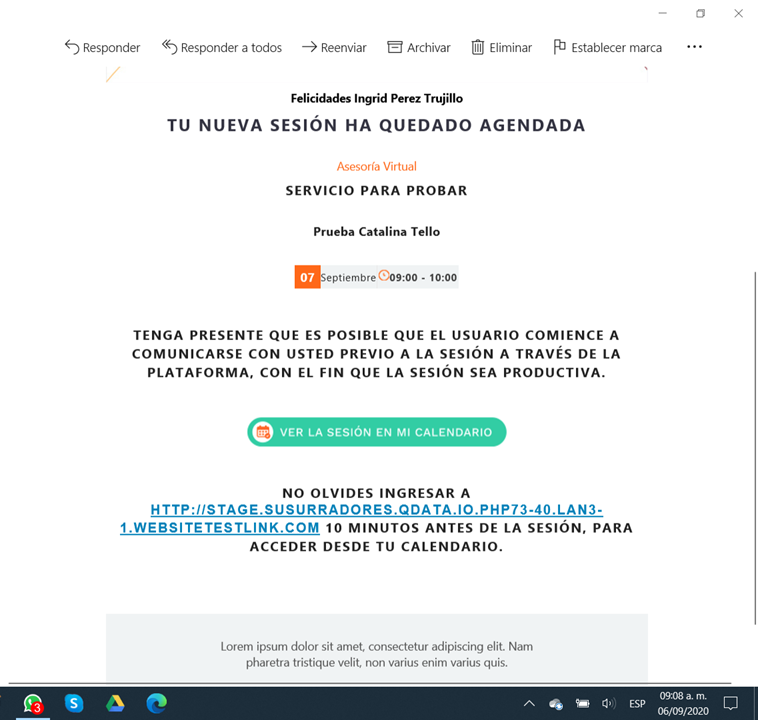 Responder Responder a todos Reenviar Archivar Eliminar Establecer marca ...
Felicidades Ingrid Perez Trujillo
TU NUEVA SESIÓN HA QUEDADO AGENDADA
Asesoría Virtual
SERVICIO PARA PROBAR
Prueba Catalina Tello
07 Septiembre 09:00 - 10:00
TENGA PRESENTE QUE ES POSIBLE QUE EL USUARIO COMIENCE A
COMUNICARSE CON USTED PREVIO A LA SESIÓN A TRAVÉS DE LA
PLATAFORMA, CON EL FIN QUE LA SESIÓN SEA PRODUCTIVA.
VER LA SESIÓN EN MI CALENDARIO
NO OLVIDES INGRESAR A
HTTP://STAGE.SUSURRADORES.QDATA.IO.PHP73-40.LAN3-
1.WEBSITETESTLINK.COM 10 MINUTOS ANTES DE LA SESIÓN, PARA
ACCEDER DESDE TU CALENDARIO.
Lorem ipsum dolor sit amet, consectetur adipiscing elit. Nam
pharetra tristique velit, non varius enim varius quis.
3 S ESP 09:08 a. m.
06/09/2020